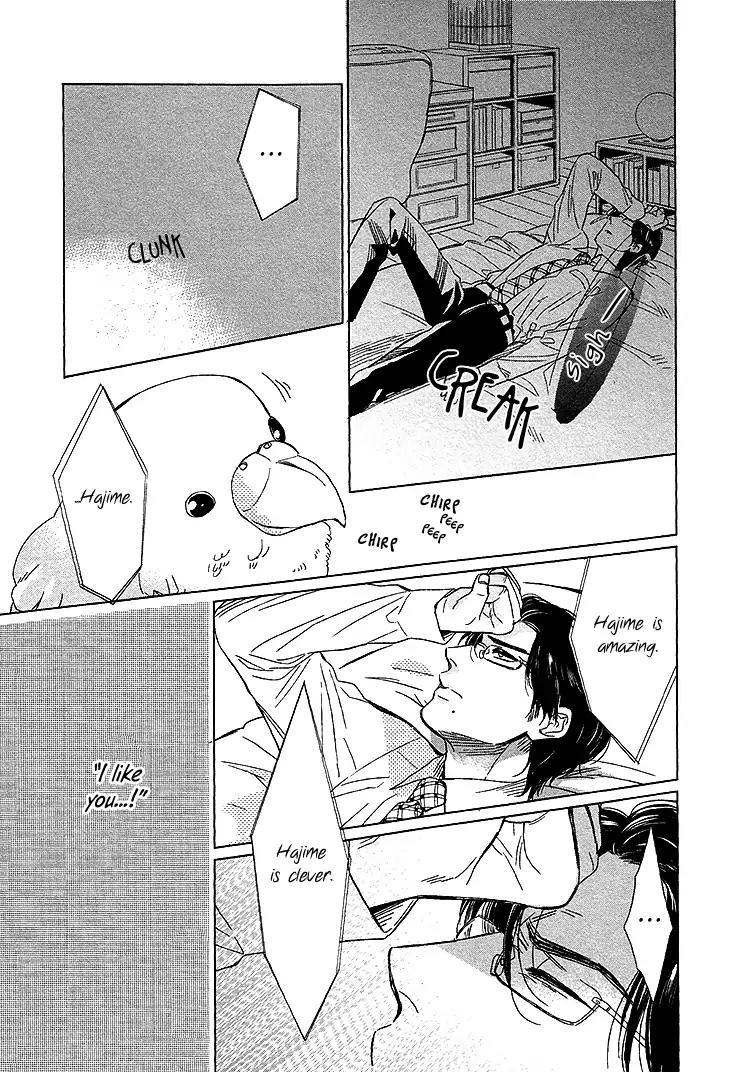 CREAK
sigh—
...
CLUNK
...Hajime.
CHIRP
PEEP
PEEP
CHIRP
Hajime is
amazing.
Hajime
is clever.
"I like
you...!"
...